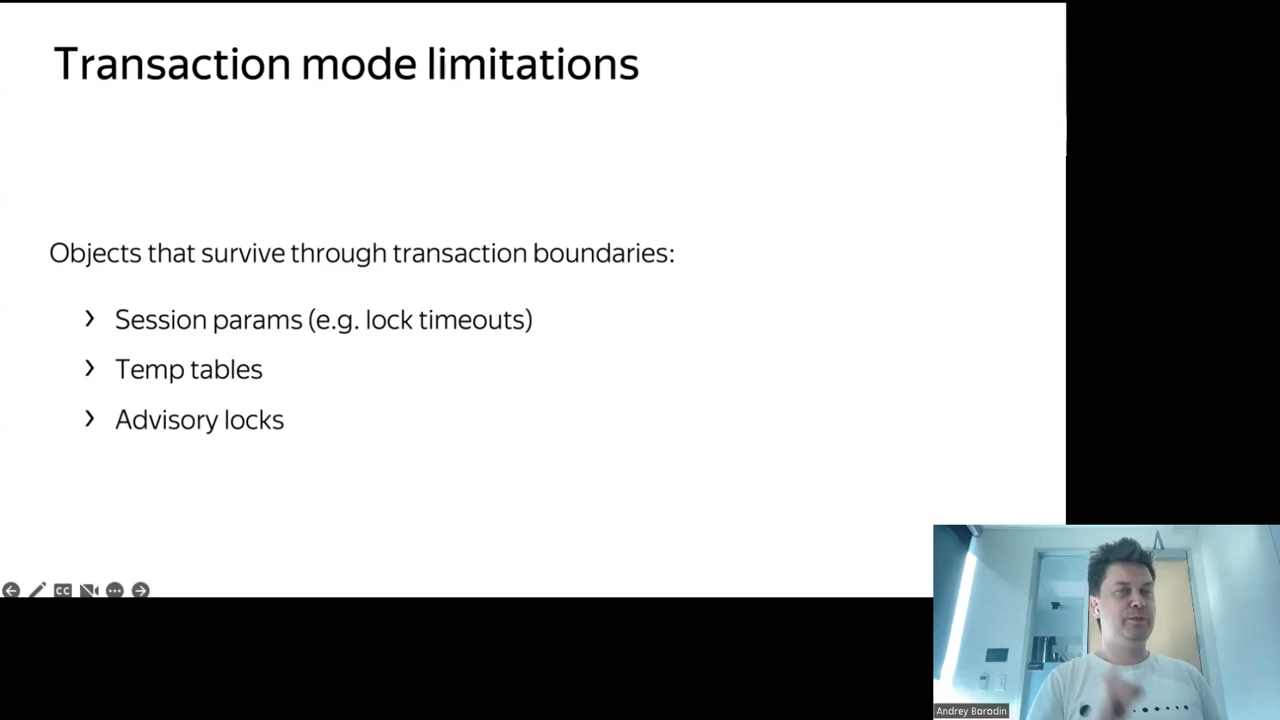 Transaction mode limitations
Objects that survive through transaction boundaries:
Session params (e.g. lock timeouts)
Temp tables
Advisory locks
CC
Andrey Borodin